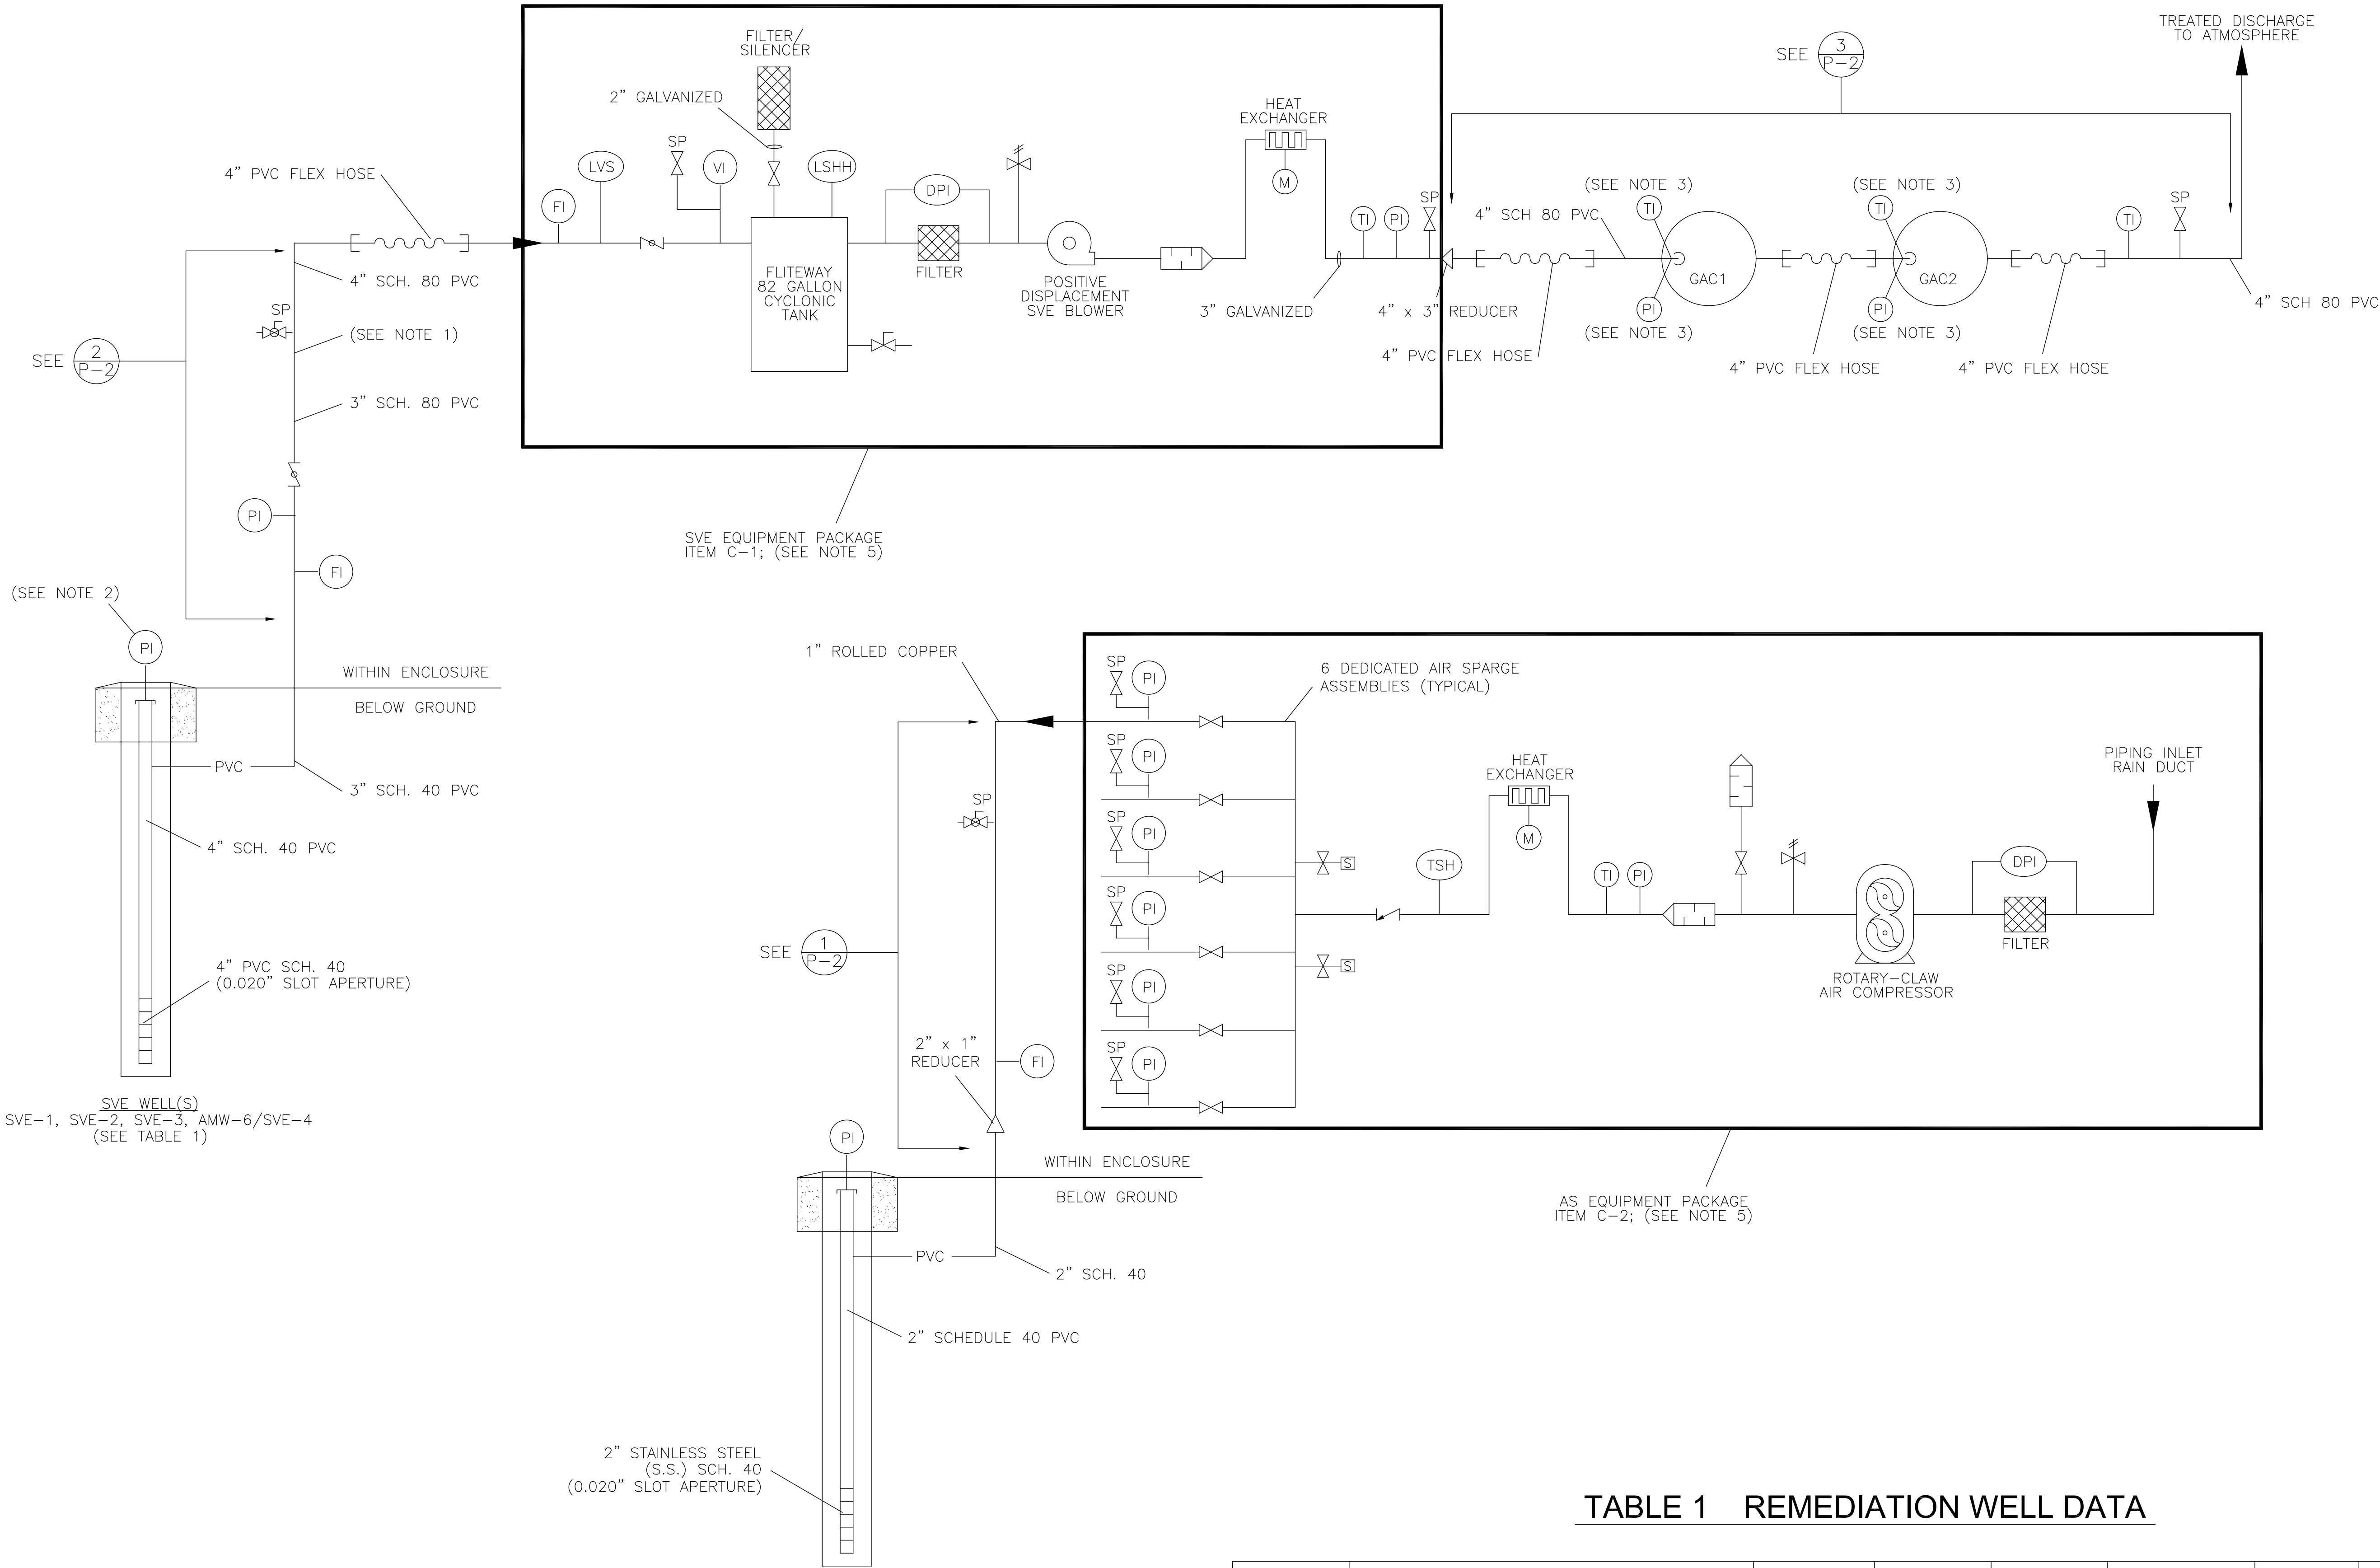 TREATED DISCHARGE
TO ATMOSPHERE
SEE
3
P-2
FILTER/
SILENCER
2" GALVANIZED
HEAT
EXCHANGER
M
SP
VI
LVS
LSHH
DPI
FI
4" PVC FLEX HOSE
FLITEWAY
82 GALLON
CYCLONIC
TANK
FILTER
POSITIVE
DISPLACEMENT
SVE BLOWER
3" GALVANIZED
TI
PI
SP
4" x 3" REDUCER
4" PVC FLEX HOSE
4" SCH 80 PVC
(SEE NOTE 3)
TI
GAC1
PI
(SEE NOTE 3)
4" PVC FLEX HOSE
(SEE NOTE 3)
TI
GAC2
PI
(SEE NOTE 3)
4" PVC FLEX HOSE
TI
SP
4" SCH 80 PVC
4" SCH. 80 PVC
SP
(SEE NOTE 1)
SEE
2
P-2
3" SCH. 80 PVC
PI
FI
SVE EQUIPMENT PACKAGE
ITEM C-1; (SEE NOTE 5)
(SEE NOTE 2)
PI
WITHIN ENCLOSURE
BELOW GROUND
PVC
3" SCH. 40 PVC
4" SCH. 40 PVC
4" PVC SCH. 40
(0.020" SLOT APERTURE)
SVE WELL(S)
SVE-1, SVE-2, SVE-3, AMW-6/SVE-4
(SEE TABLE 1)
1" ROLLED COPPER
6 DEDICATED AIR SPARGE
ASSEMBLIES (TYPICAL)
SP
PI
SP
PI
SP
PI
SP
PI
SP
PI
SP
PI
S
S
TSH
HEAT
EXCHANGER
M
TI
PI
ROTARY-CLAW
AIR COMPRESSOR
DPI
FILTER
PIPING INLET
RAIN DUCT
SP
SEE
1
P-2
2" x 1"
REDUCER
FI
PI
WITHIN ENCLOSURE
BELOW GROUND
PVC
2" SCH. 40
2" SCHEDULE 40 PVC
2" STAINLESS STEEL
(S.S.) SCH. 40
(0.020" SLOT APERTURE)
AS EQUIPMENT PACKAGE
ITEM C-2; (SEE NOTE 5)
TABLE 1 REMEDIATION WELL DATA